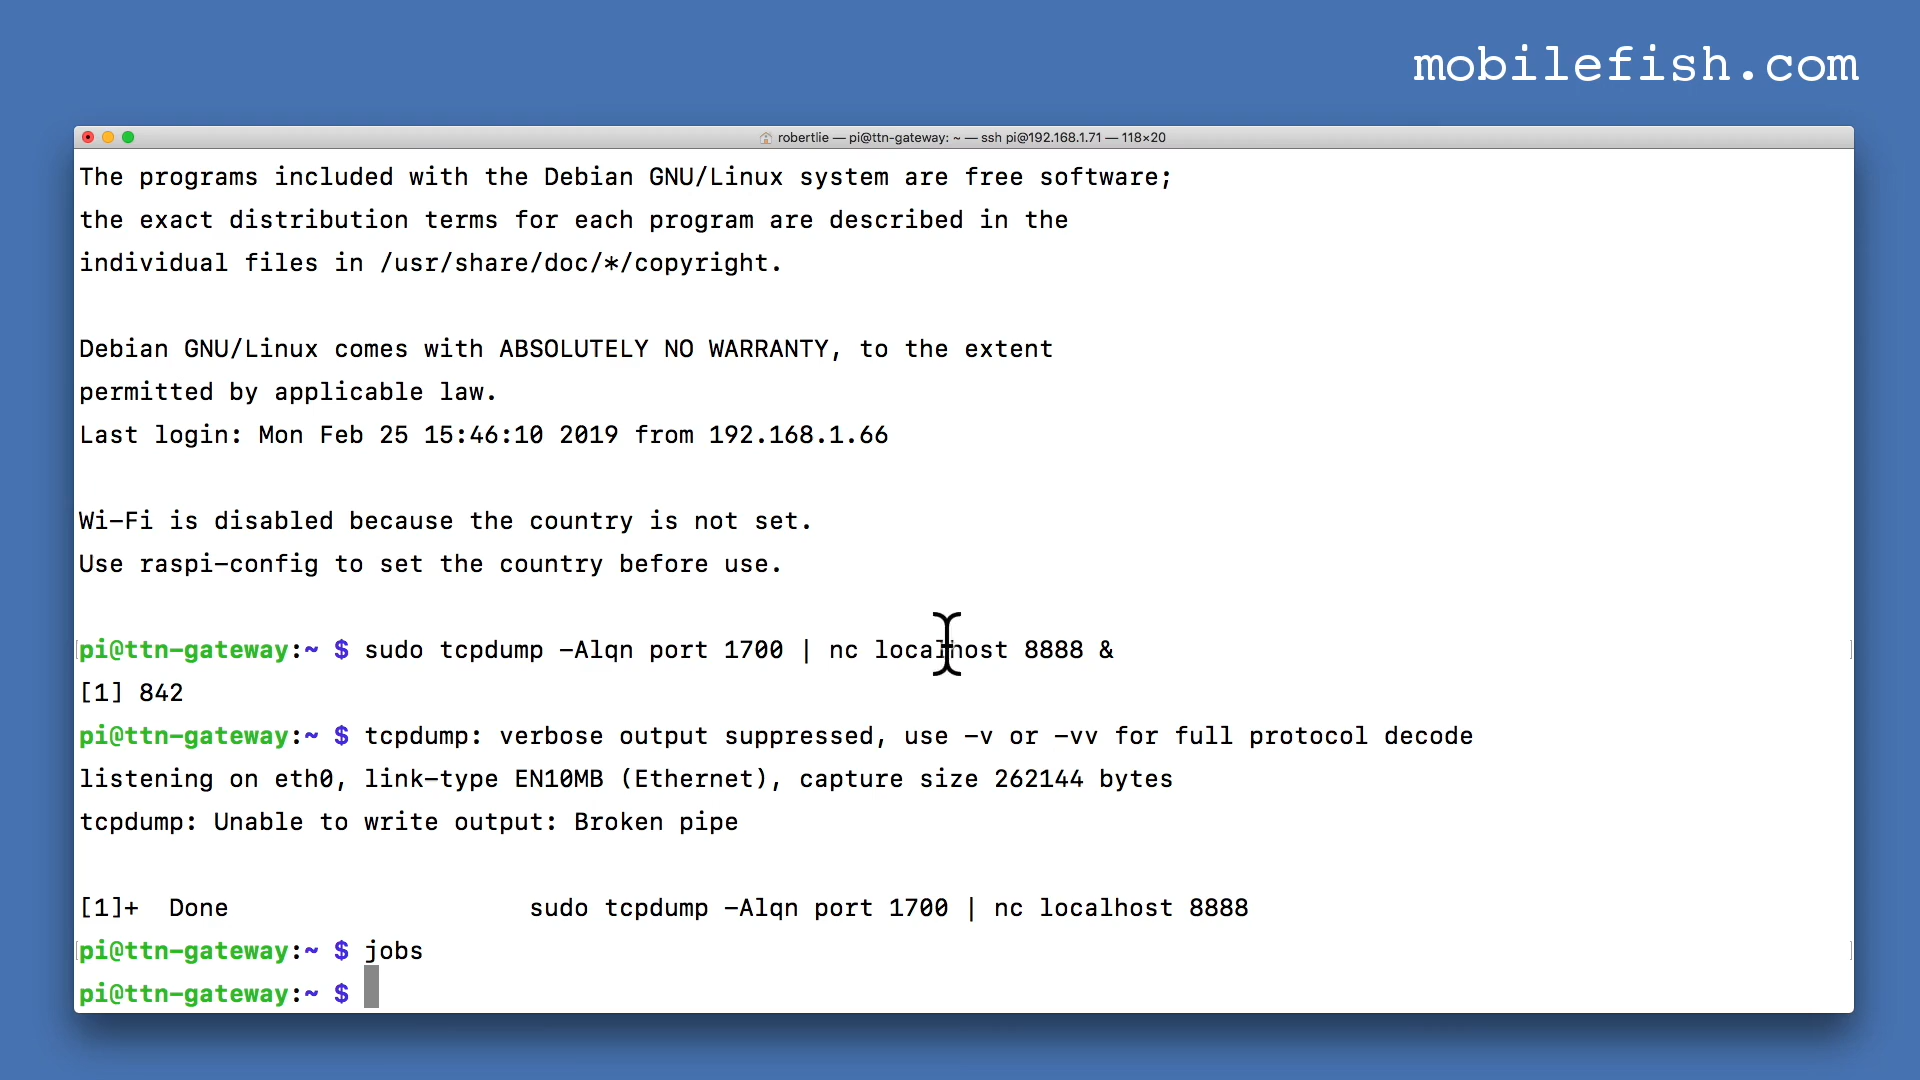 mobilefish.com
robertlie — pi@ttn-gateway: ~ — ssh pi@192.168.1.71 — 118×20
The programs included with the Debian GNU/Linux system are free software;
the exact distribution terms for each program are described in the
individual files in /usr/share/doc/*/copyright.
Debian GNU/Linux comes with ABSOLUTELY NO WARRANTY, to the extent
permitted by applicable law.
Last login: Mon Feb 25 15:46:10 2019 from 192.168.1.66
Wi-Fi is disabled because the country is not set.
Use raspi-config to set the country before use.
pi@ttn-gateway:~ $ sudo tcpdump -Alqn port 1700 | nc localhost 8888 &
[1] 842
pi@ttn-gateway:~ $ tcpdump: verbose output suppressed, use -v or -vv for full protocol decode
listening on eth0, link-type EN10MB (Ethernet), capture size 262144 bytes
tcpdump: Unable to write output: Broken pipe
[1]+  Done                    sudo tcpdump -Alqn port 1700 | nc localhost 8888
pi@ttn-gateway:~ $ jobs
pi@ttn-gateway:~ $